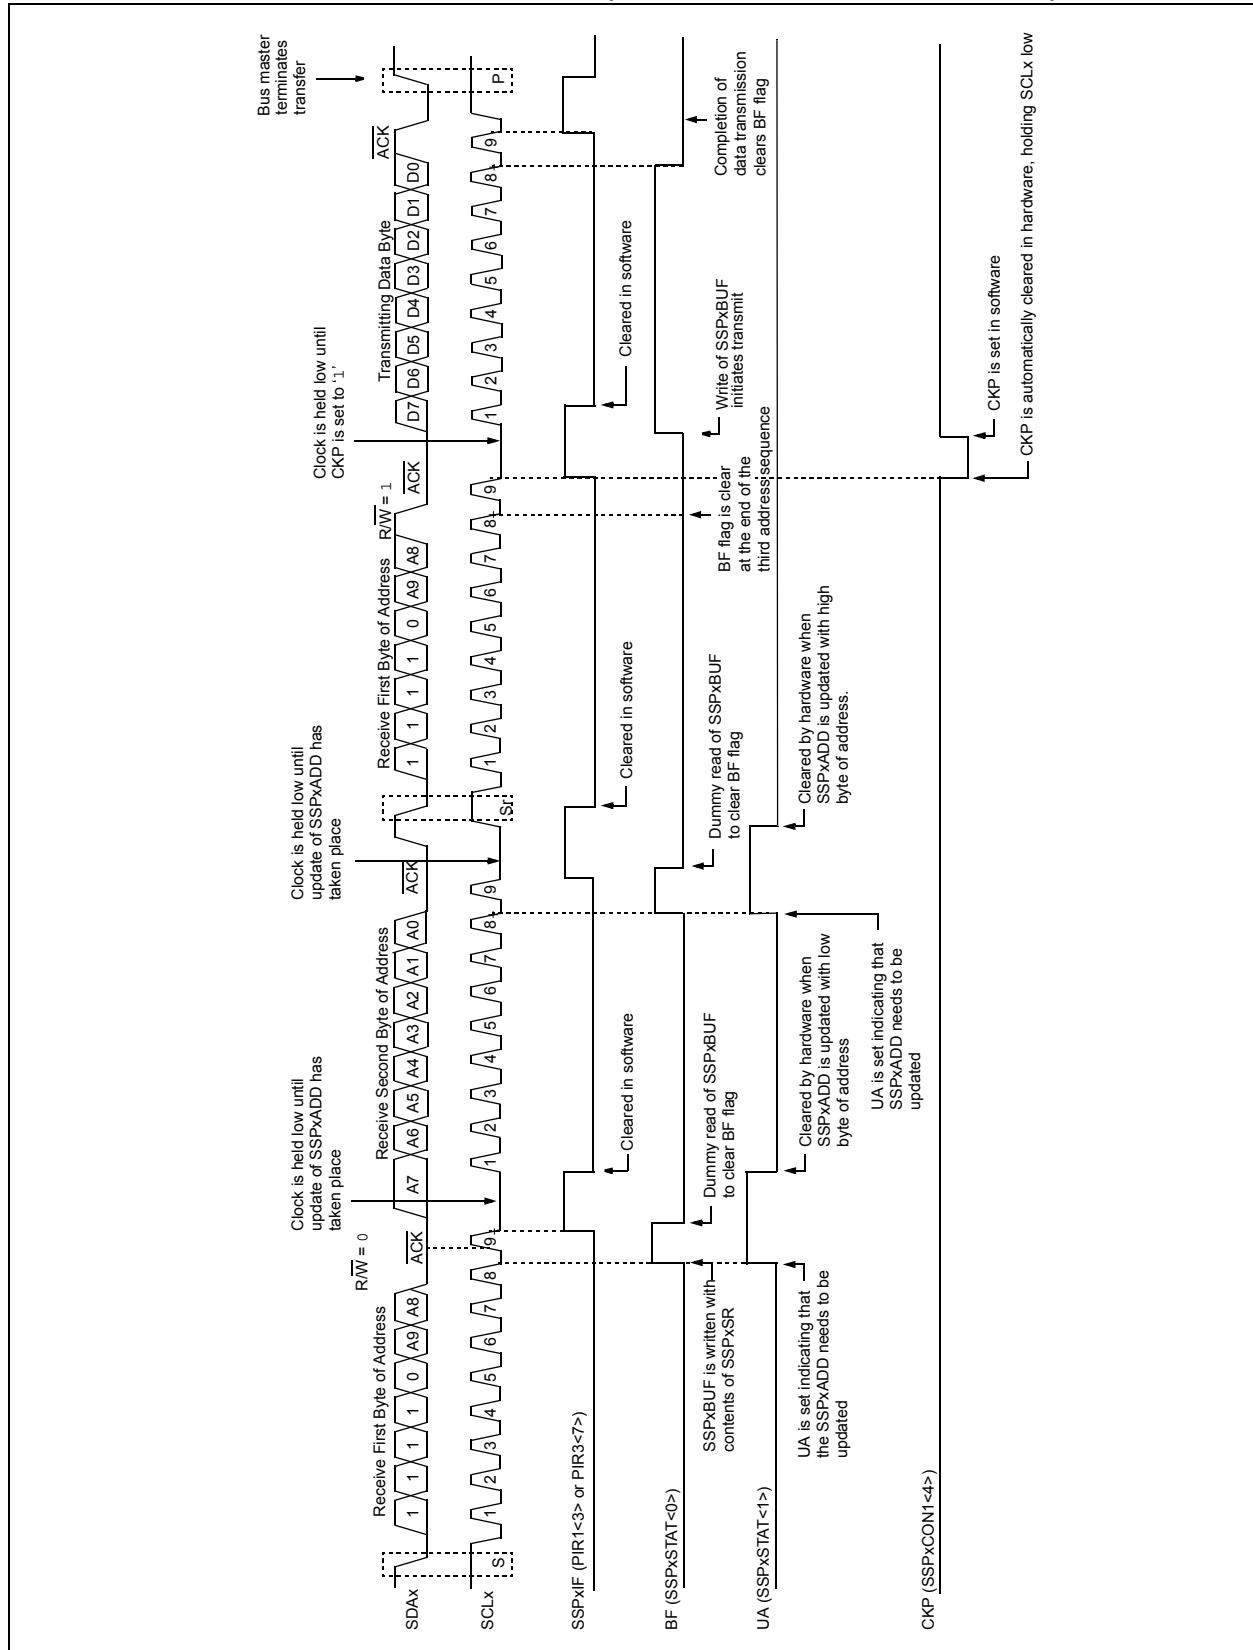 Bus master
terminates
transfer
Clock is held low until
update of SSPxADD has
taken place
Clock is held low until
update of SSPxADD has
taken place
Clock is held low until
CKP is set to '1'
R/W = 0
R/W = 1
Receive First Byte of Address
ACK
Receive Second Byte of Address
ACK
Receive First Byte of Address
ACK
Transmitting Data Byte
ACK
SDAx
1 1 1 1 0 A9 A8
A7 A6 A5 A4 A3 A2 A1 A0
1 1 1 1 0 A9 A8
D7 D6 D5 D4 D3 D2 D1 D0
SCLx
S
1 2 3 4 5 6 7 8 9
1 2 3 4 5 6 7 8 9
Sr
1 2 3 4 5 6 7 8 9
1 2 3 4 5 6 7 8 9
P
SSPxIF (PIR1<3> or PIR3<7>)
Cleared in software
Cleared in software
Cleared in software
BF (SSPxSTAT<0>)
SSPxBUF is written with
contents of SSPxSR
Dummy read of SSPxBUF
to clear BF flag
Dummy read of SSPxBUF
to clear BF flag
BF flag is clear
at the end of the
third address sequence
Write of SSPxBUF
initiates transmit
Completion of
data transmission
clears BF flag
UA (SSPxSTAT<1>)
UA is set indicating that
the SSPxADD needs to be
updated
Cleared by hardware when
SSPxADD is updated with low
byte of address
UA is set indicating that
SSPxADD needs to be
updated
Cleared by hardware when
SSPxADD is updated with high
byte of address.
CKP (SSPxCON1<4>)
CKP is set in software
CKP is automatically cleared in hardware, holding SCLx low